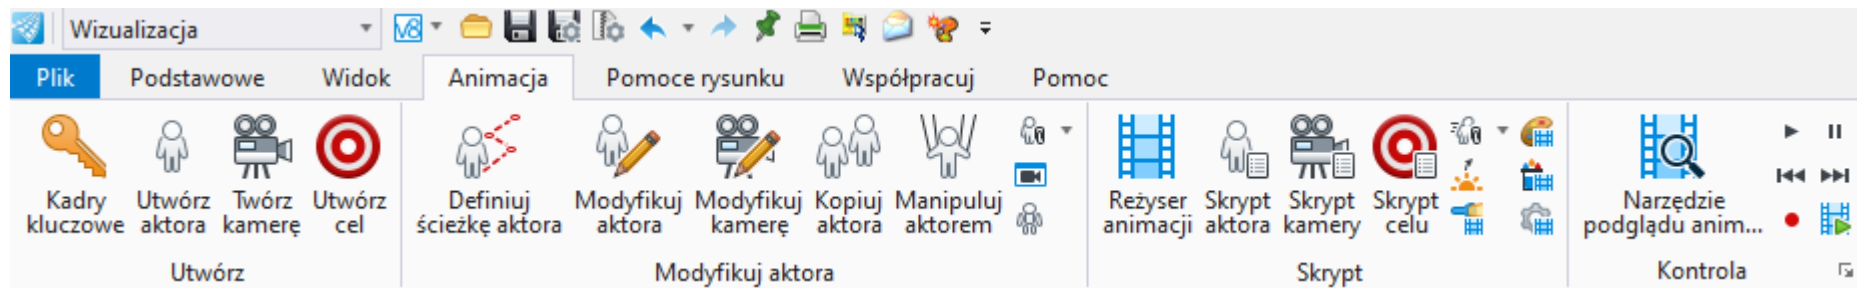 Wizualizacja V8
Plik Podstawowe Widok Animacja Pomoce rysunku Współpracuj Pomoc
Kadry kluczowe
Utwórz aktora
Twórz kamerę
Utwórz cel
Utwórz
Definiuj ścieżkę aktora
Modyfikuj aktora
Modyfikuj kamerę
Kopiuj aktora
Manipuluj aktorem
Modyfikuj aktora
Reżyser animacji
Skrypt aktora
Skrypt kamery
Skrypt celu
Skrypt
Narzędzie podglądu anim...
Kontrola